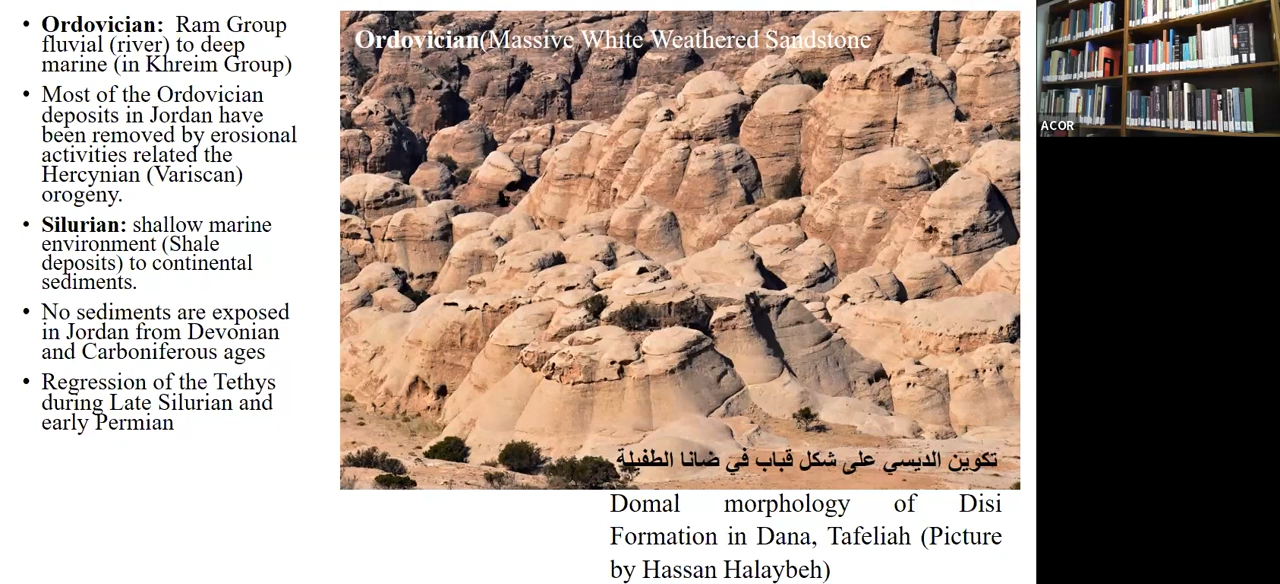 • Ordovician: Ram Group
fluvial (river) to deep
marine (in Khreim Group)
• Most of the Ordovician
deposits in Jordan have
been removed by erosional
activities related the
Hercynian (Variscan)
orogeny.
• Silurian: shallow marine
environment (Shale
deposits) to continental
sediments.
• No sediments are exposed
in Jordan from Devonian
and Carboniferous ages
• Regression of the Tethys
during Late Silurian and
early Permian
Ordovician(Massive White Weathered Sandstone
تكوين الديسي على شكل قباب في ضانا الطفيلة
Domal morphology of Disi
Formation in Dana, Tafeliah (Picture
by Hassan Halaybeh)
ACOR